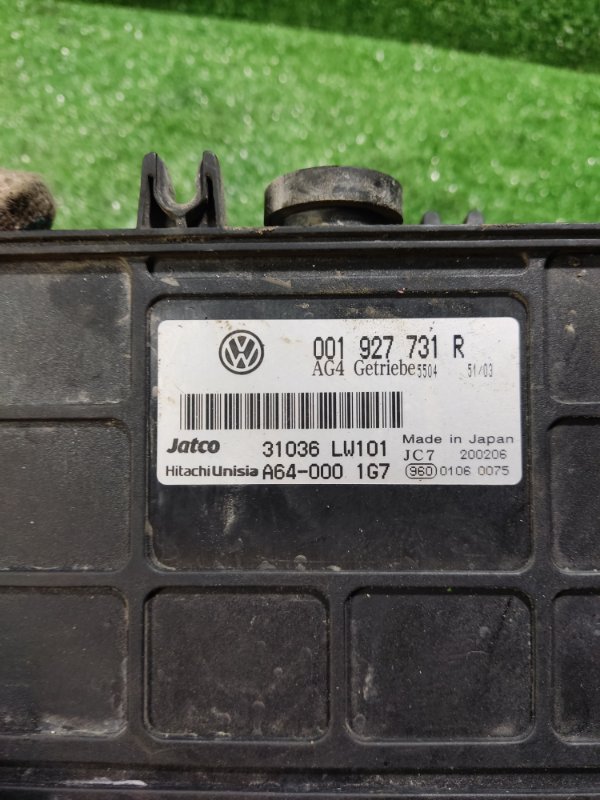 001 927 731 R
AG4 Getriebe 5504 51/03
Jatco 31036 LW101 Made in Japan
JC7 200206
HitachiUnisia A64-000 1G7 960 0106 0075